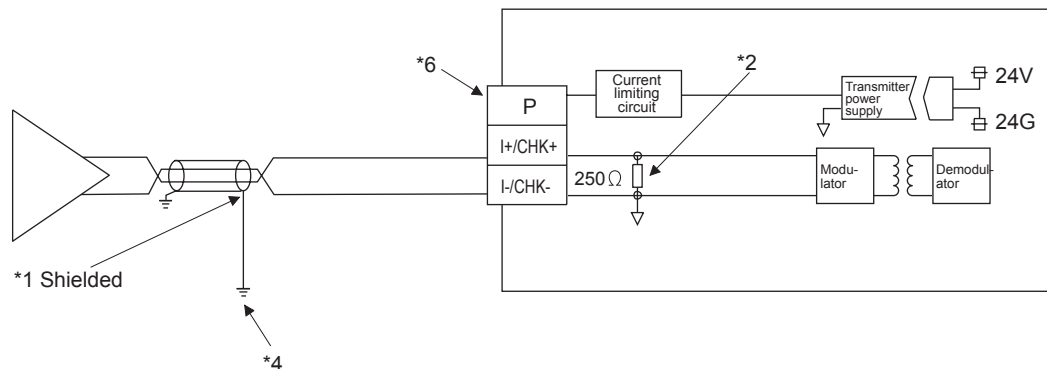 *6
*2
P
Current
limiting
circuit
Transmitter
power
supply
24V
24G
I+/CHK+
I-/CHK-
250Ω
Modu-
lator
Demodul-
ator
*1 Shielded
*4